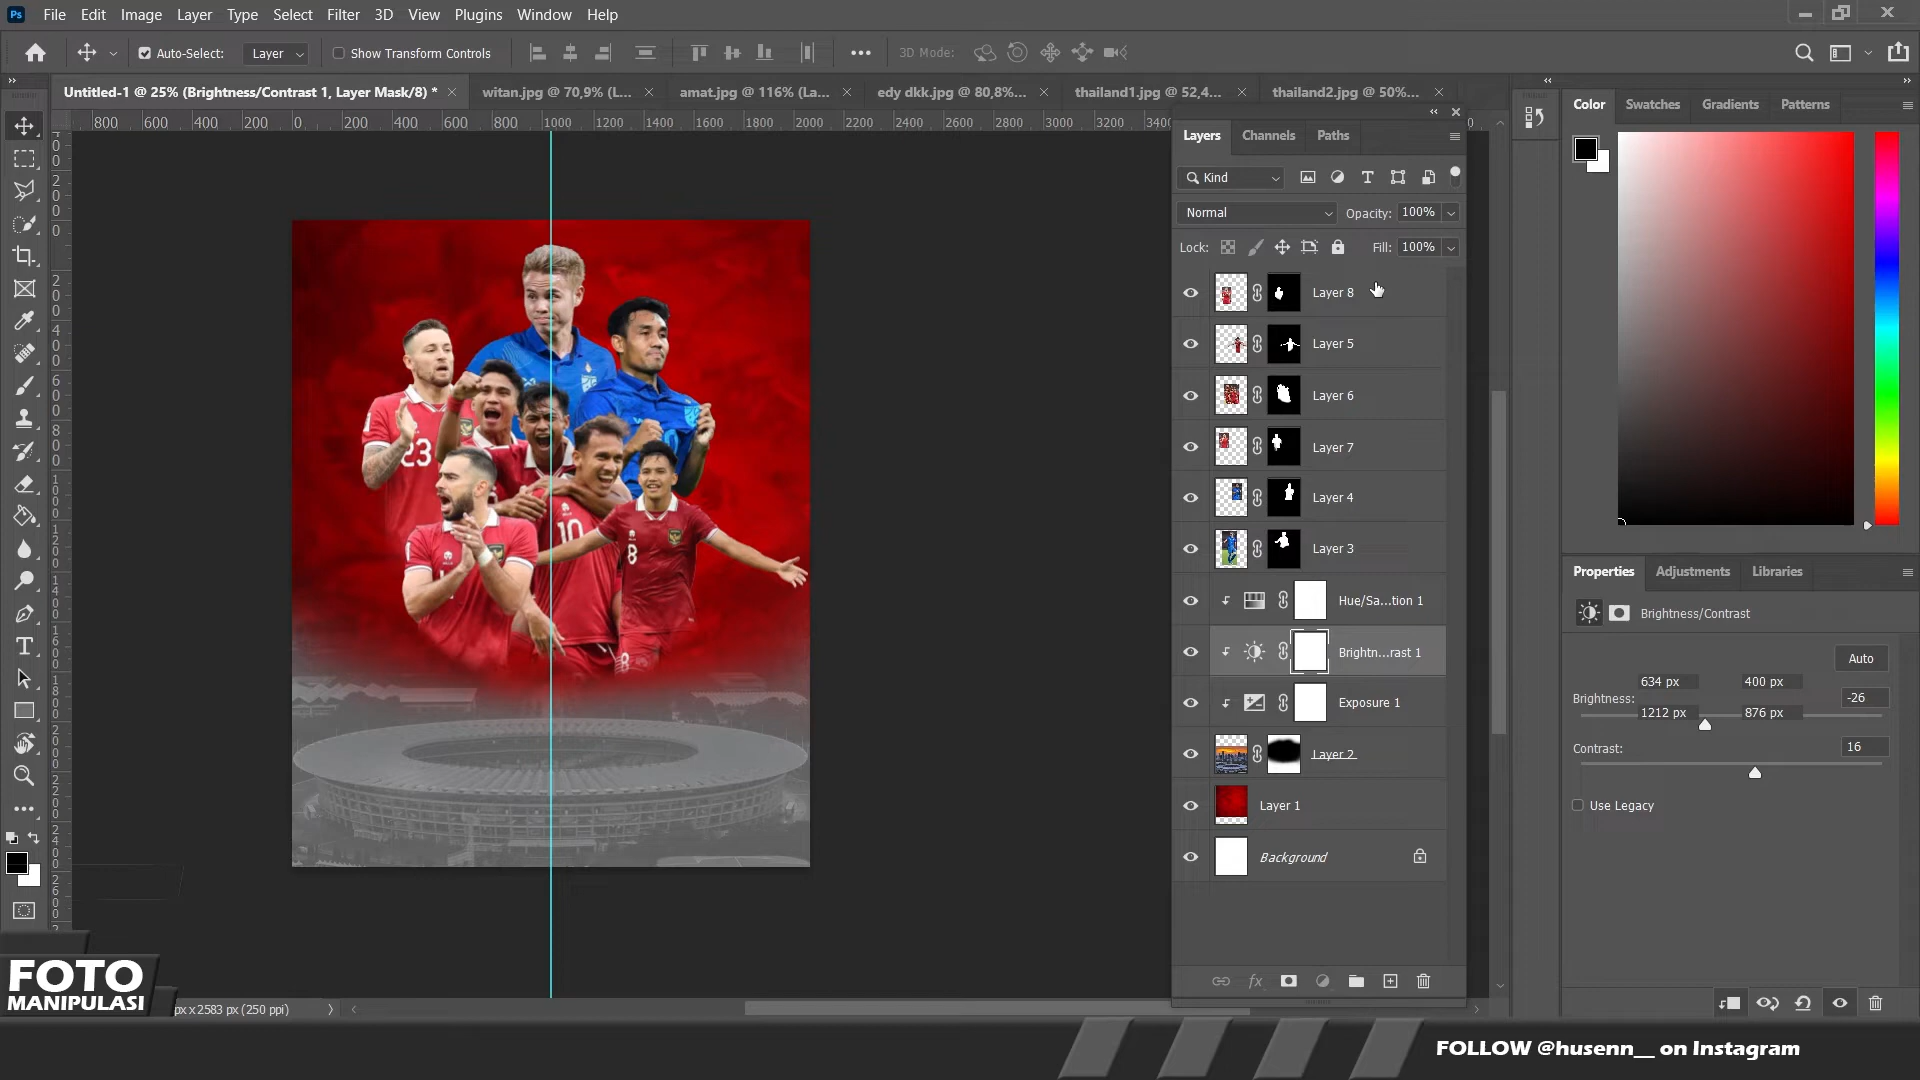 Ps File Edit Image Layer Type Select Filter 3D View Plugins Window Help
Auto-Select: Layer Show Transform Controls 3D Mode:
Untitled-1 @ 25% (Brightness/Contrast 1, Layer Mask/8) * witan.jpg @ 70,9% (L... amat.jpg @ 116% (La... edy dkk.jpg @ 80,8%... thailand1.jpg @ 52,4... thailand2.jpg @ 50%...
800 600 400 200 0 200 400 600 800 1000 1200 1400 1600 1800 2000 2200 2400 2600 2800 3000 3200 3400
Layers Channels Paths
Kind
Normal Opacity: 100%
Lock: Fill: 100%
Layer 8
Layer 5
Layer 6
Layer 7
Layer 4
Layer 3
Hue/Sa...tion 1
Brightn...rast 1
Exposure 1
Layer 2
Layer 1
Background
Color Swatches Gradients Patterns
Properties Adjustments Libraries
Brightness/Contrast
Auto
634 px 400 px
Brightness: -26
1212 px 876 px
Contrast: 16
Use Legacy
23
10
8
8
px x 2583 px (250 ppi)
FOTO
MANIPULASI
FOLLOW @husenn__ on Instagram